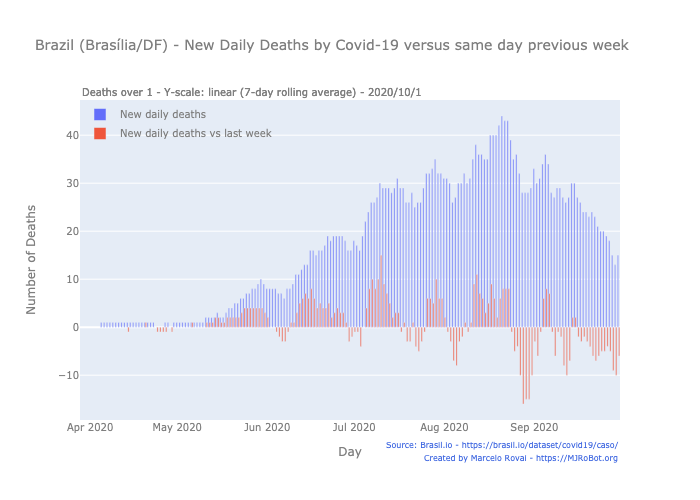 Brazil (Brasília/DF) - New Daily Deaths by Covid-19 versus same day previous week
Deaths over 1 - Y-scale: linear (7-day rolling average) - 2020/10/1
New daily deaths
New daily deaths vs last week
40
30
20
10
0
−10
Number of Deaths
Apr 2020 May 2020 Jun 2020 Jul 2020 Aug 2020 Sep 2020
Day
Source: Brasil.io - https://brasil.io/dataset/covid19/caso/
Created by Marcelo Rovai - https://MJRoBot.org